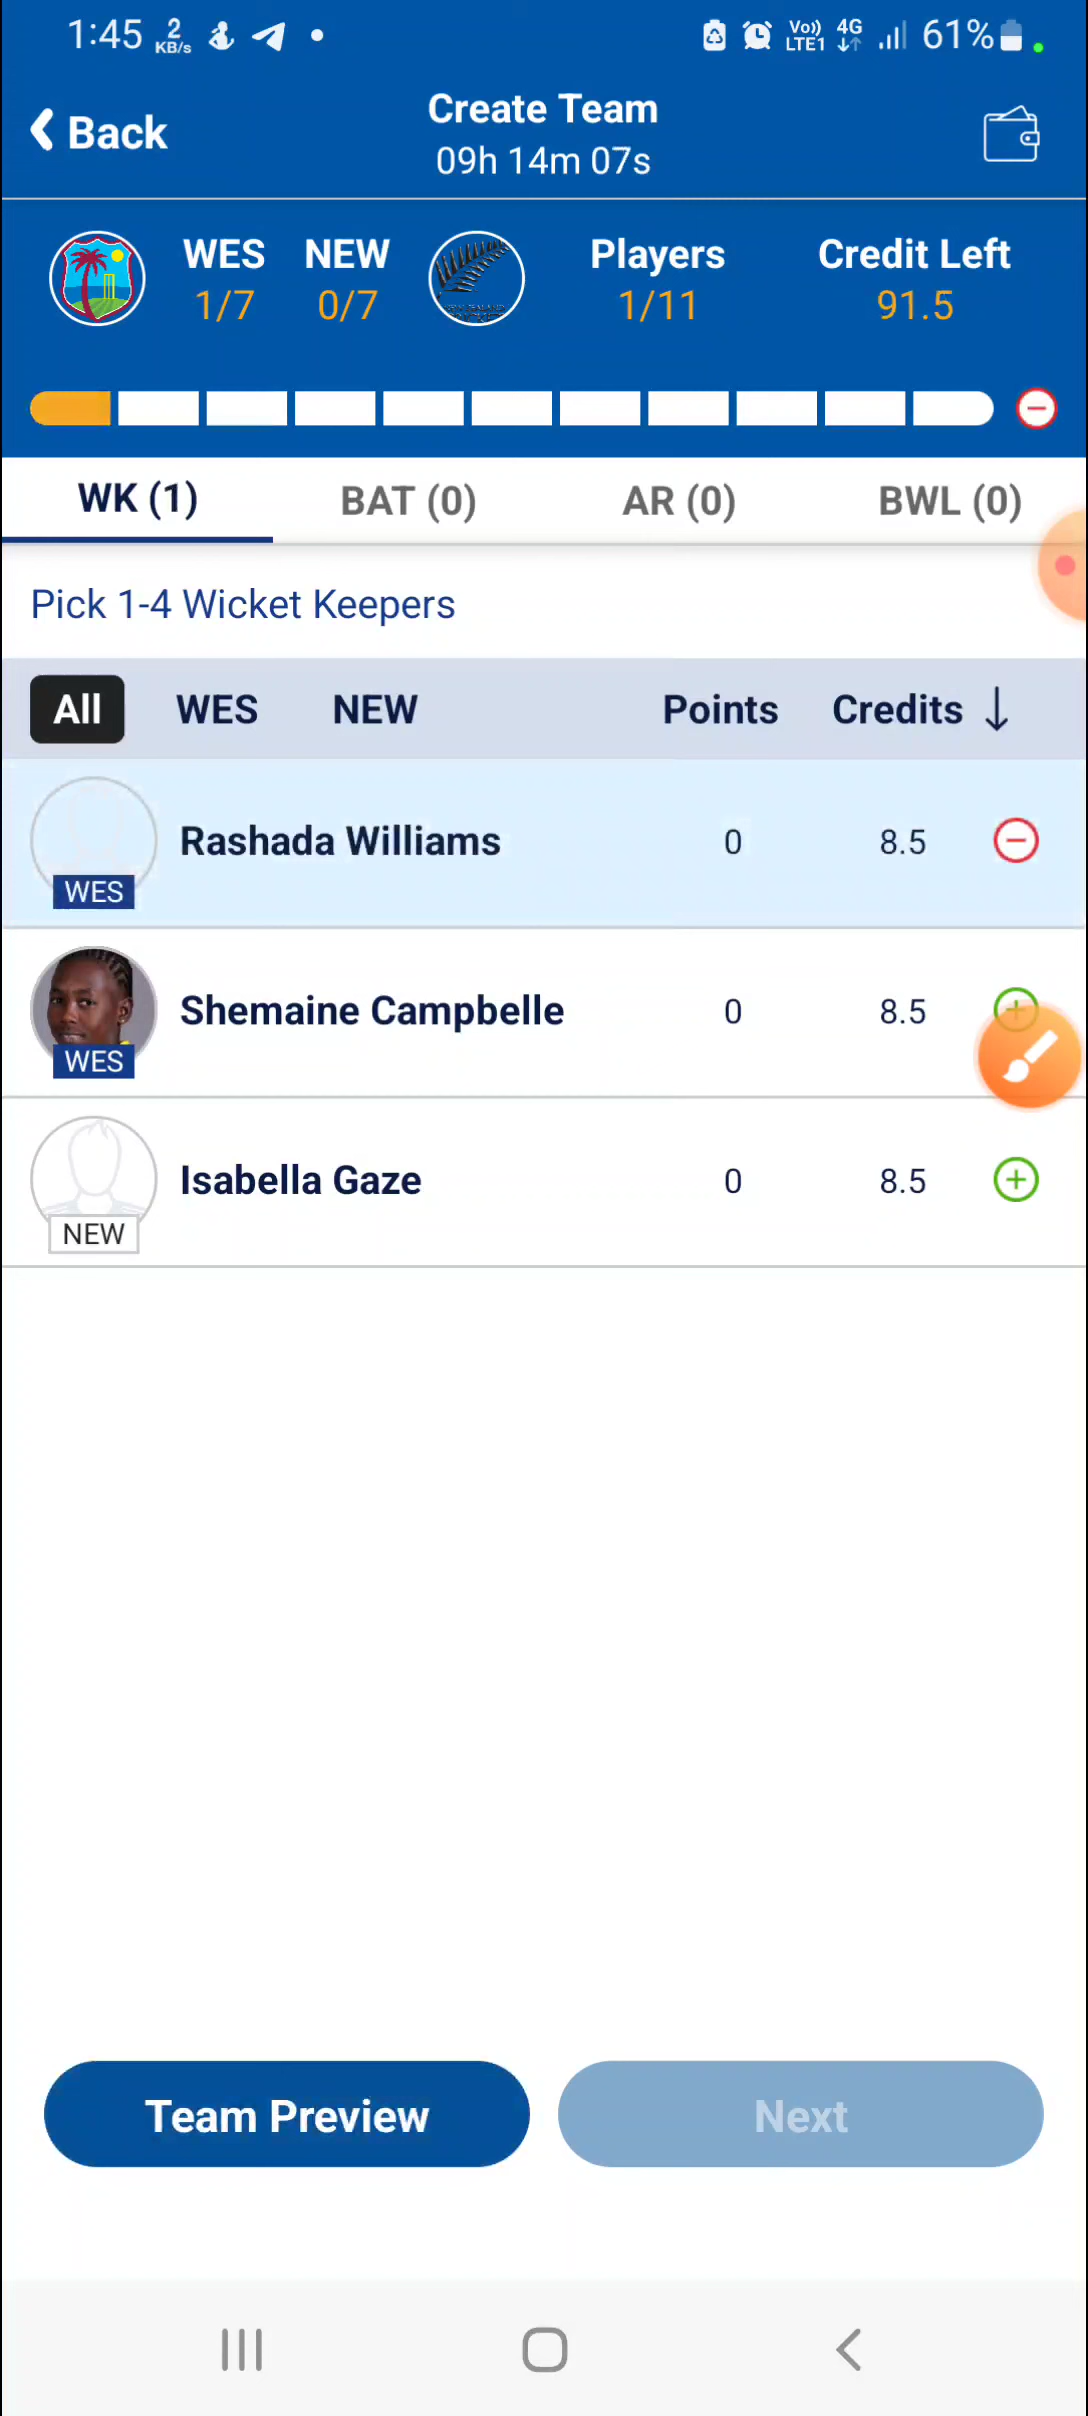 1:45 2 KB/s Vo)) LTE1 4G 61%
Back
Create Team
09h 14m 07s
WES NEW Players Credit Left
1/7 0/7 1/11 91.5
WK (1) BAT (0) AR (0) BWL (0)
Pick 1-4 Wicket Keepers
All WES NEW Points Credits ↓
Rashada Williams 0 8.5
WES
Shemaine Campbelle 0 8.5
WES
Isabella Gaze 0 8.5
NEW
Team Preview Next